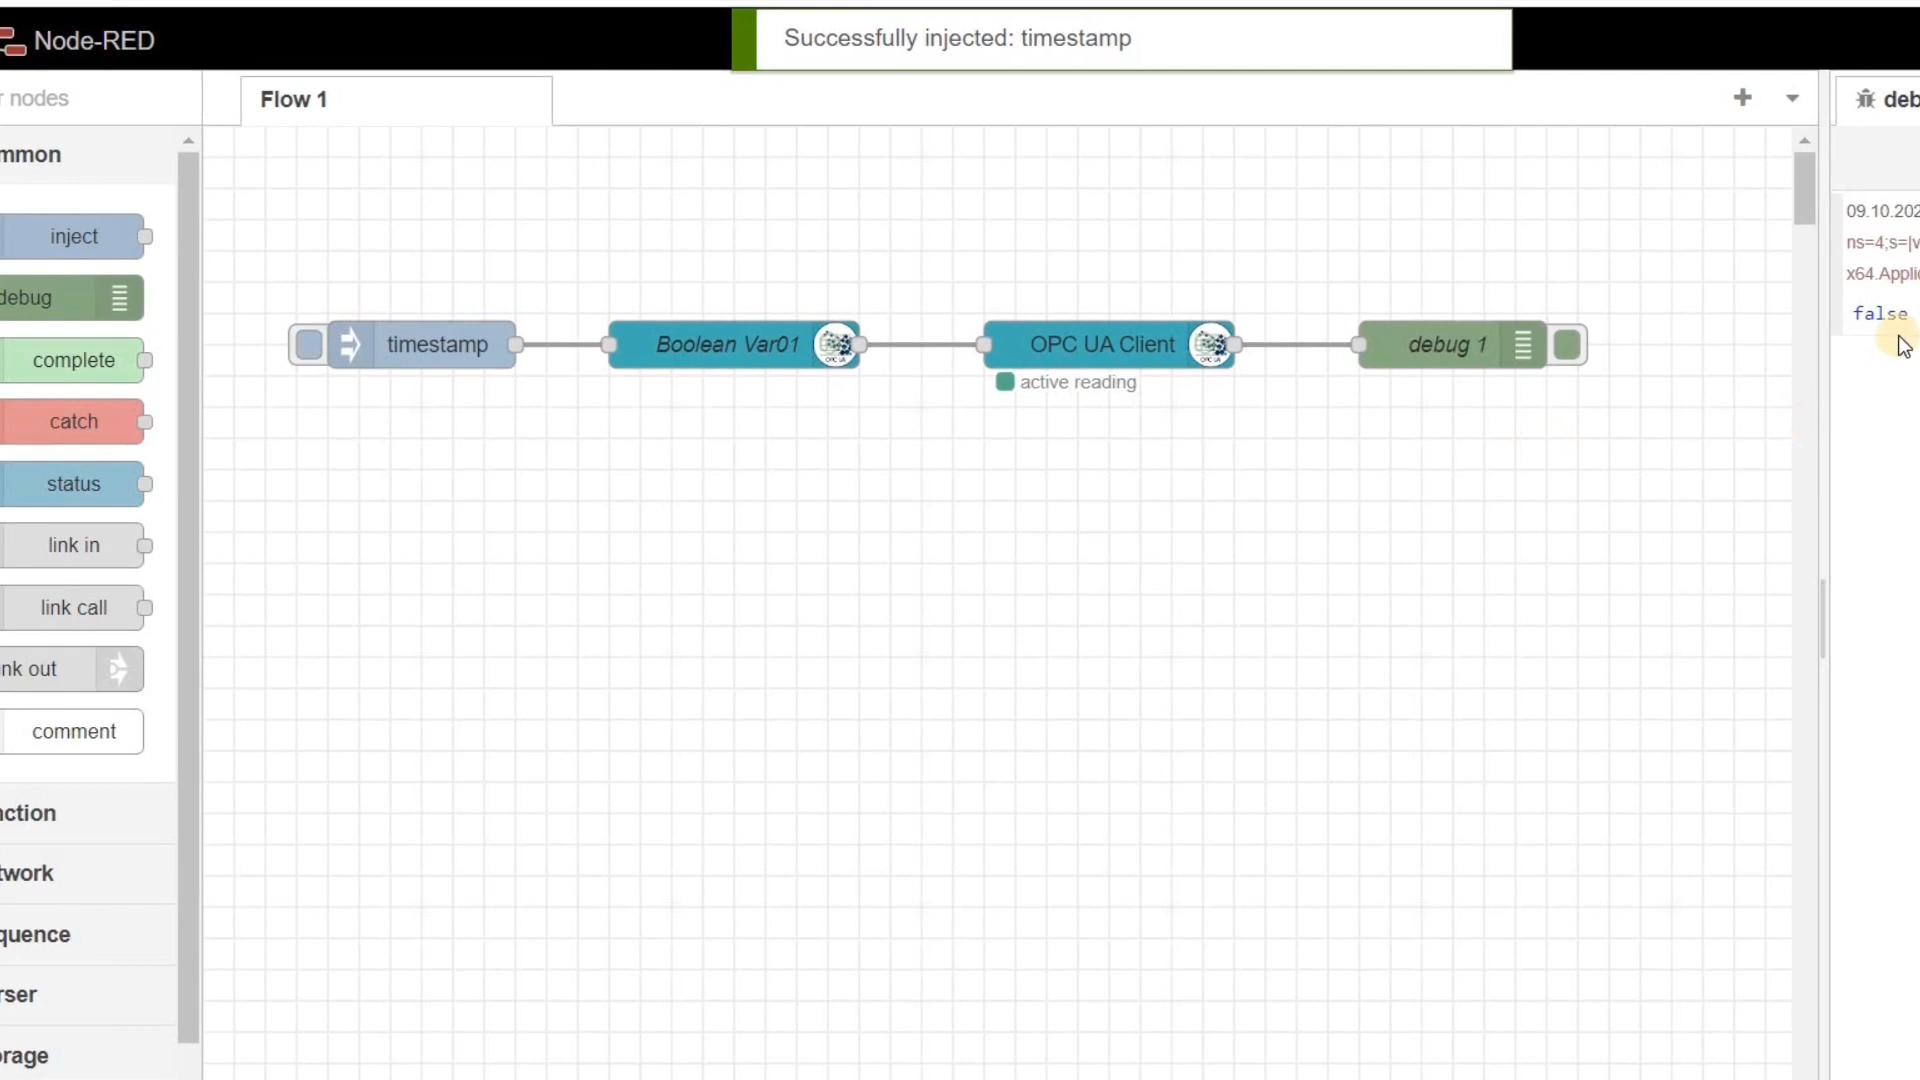 Node-RED
Successfully injected: timestamp
r nodes
Flow 1
deb
mmon
inject
debug
complete
catch
status
link in
link call
nk out
comment
nction
twork
quence
rser
orage
timestamp
Boolean Var01
OPC UA Client
debug 1
active reading
09.10.202
ns=4;s=|v
x64.Applic
false